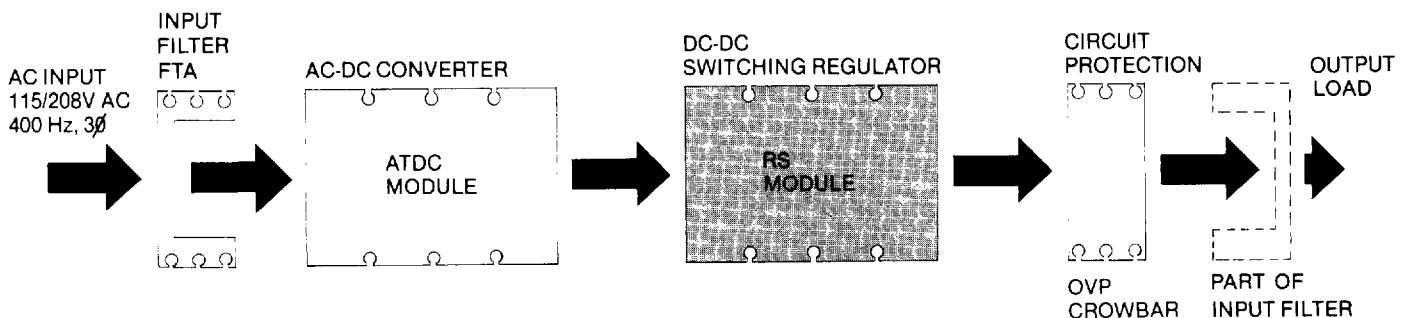 AC INPUT
115/208V AC
400 Hz, 3Ø
INPUT
FILTER
FTA
AC-DC CONVERTER
ATDC
MODULE
DC-DC
SWITCHING REGULATOR
RS
MODULE
CIRCUIT
PROTECTION
OVP
CROWBAR
PART OF
INPUT FILTER
OUTPUT
LOAD